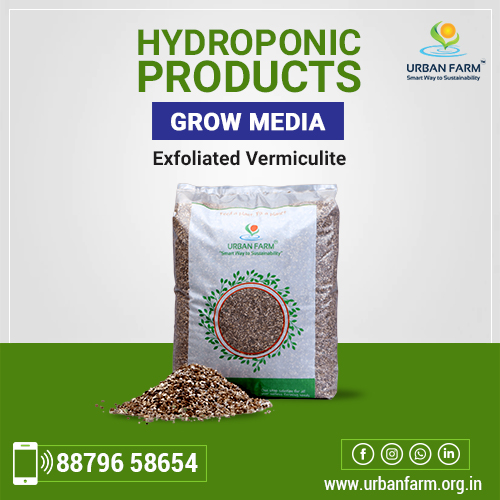 HYDROPONIC
PRODUCTS
URBAN FARM™
Smart Way to Sustainability
GROW MEDIA
Exfoliated Vermiculite
URBAN FARM
"Smart Way to Sustainability"
88796 58654
www.urbanfarm.org.in